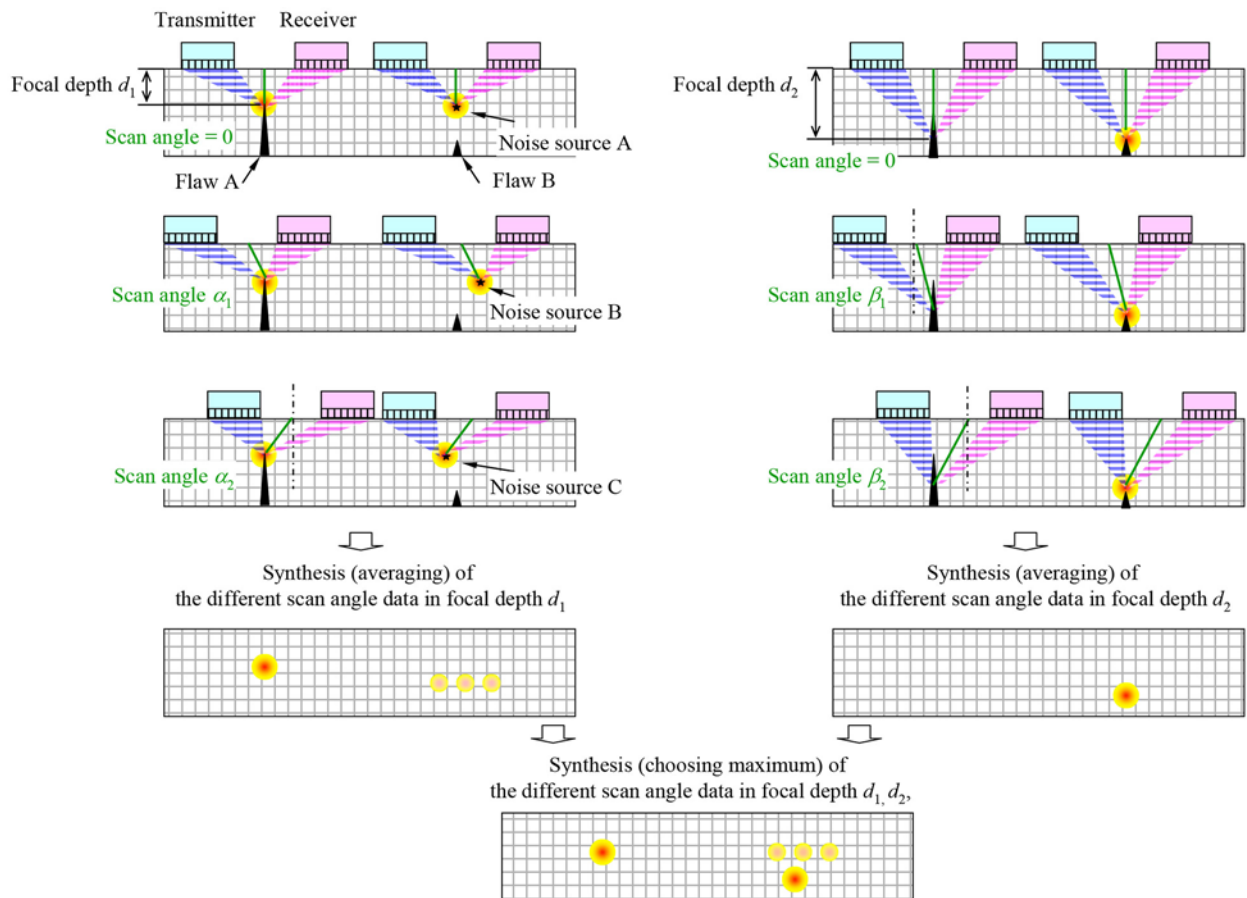 Transmitter Receiver
Focal depth d1
Scan angle = 0
Noise source A
Flaw A
Flaw B
Scan angle α1
Noise source B
Scan angle α2
Noise source C
Synthesis (averaging) of
the different scan angle data in focal depth d1
Focal depth d2
Scan angle = 0
Scan angle β1
Scan angle β2
Synthesis (averaging) of
the different scan angle data in focal depth d2
Synthesis (choosing maximum) of
the different scan angle data in focal depth d1, d2,